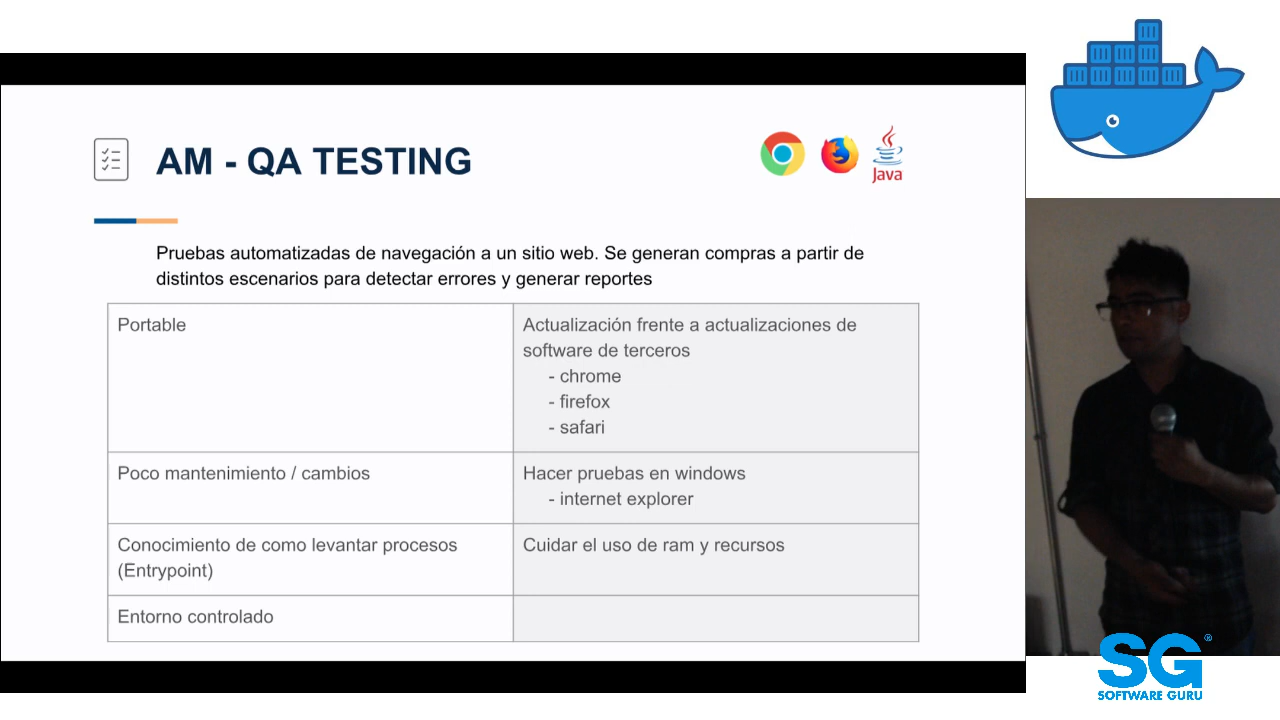 AM - QA TESTING
Java
Pruebas automatizadas de navegación a un sitio web. Se generan compras a partir de
distintos escenarios para detectar errores y generar reportes
Portable
Actualización frente a actualizaciones de
software de terceros
- chrome
- firefox
- safari
Poco mantenimiento / cambios
Hacer pruebas en windows
- internet explorer
Conocimiento de como levantar procesos
(Entrypoint)
Cuidar el uso de ram y recursos
Entorno controlado
SG®
SOFTWARE GURU